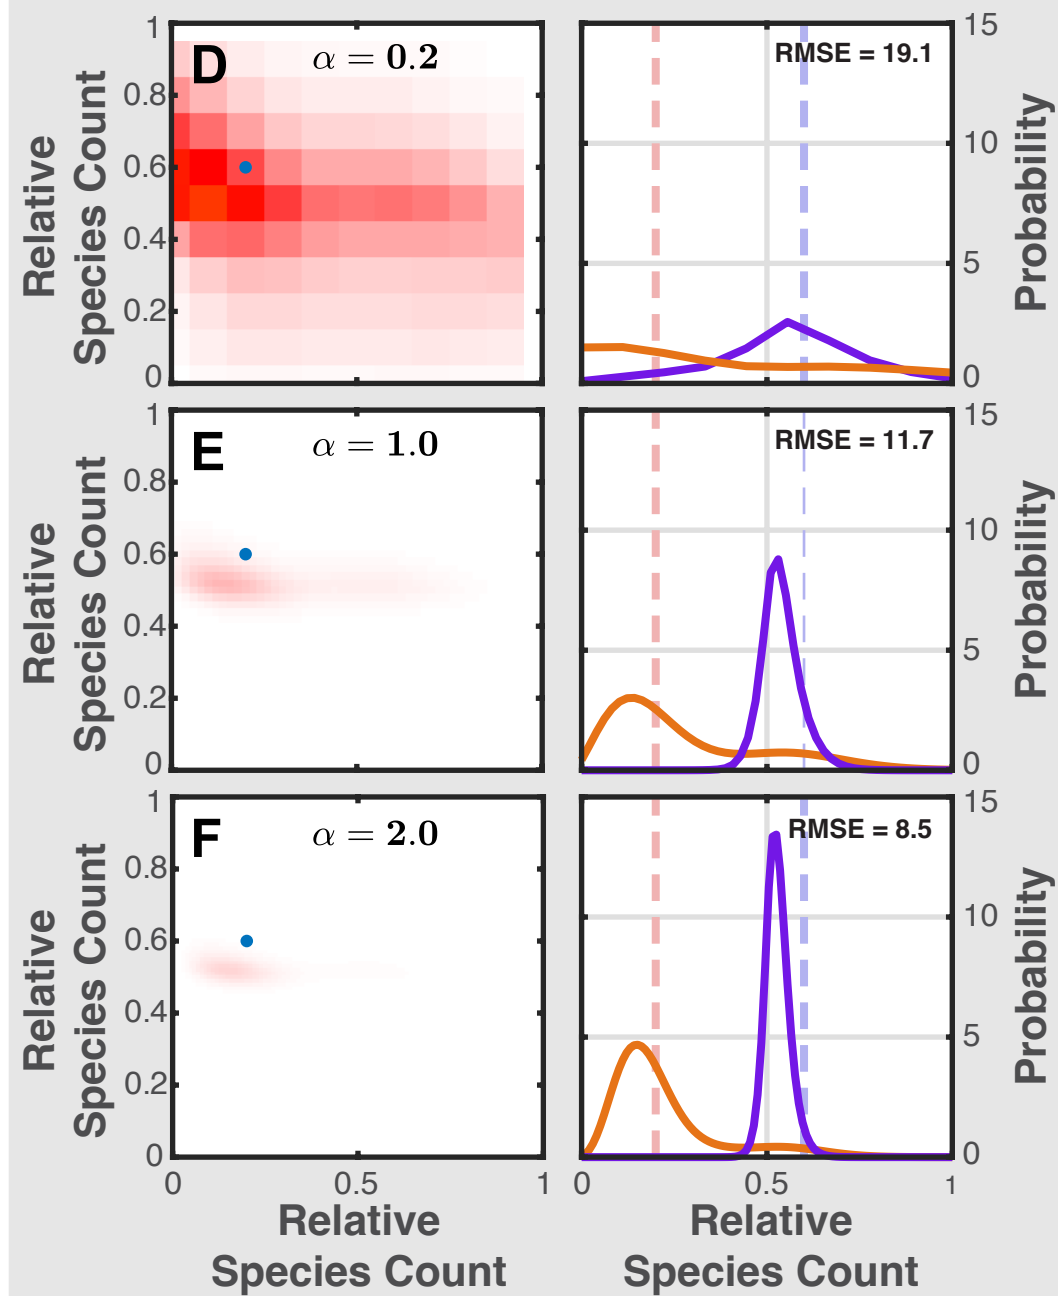 D
α = 0.2
1
0.8
0.6
0.4
0.2
0
Relative
Species Count
RMSE = 19.1
15
10
5
0
Probability
E
α = 1.0
1
0.8
0.6
0.4
0.2
0
Relative
Species Count
RMSE = 11.7
15
10
5
0
Probability
F
α = 2.0
1
0.8
0.6
0.4
0.2
0
Relative
Species Count
0
0.5
1
Relative
Species Count
RMSE = 8.5
15
10
5
0
Probability
0
0.5
1
Relative
Species Count